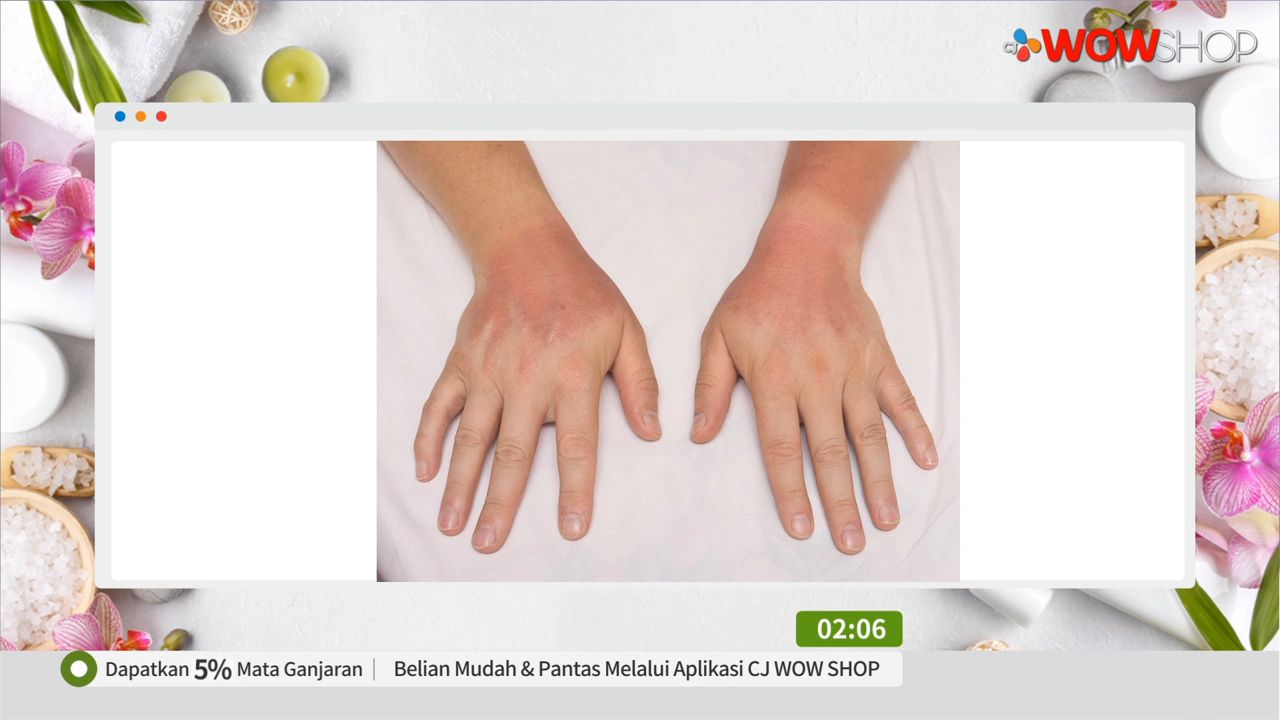 CJ WOWSHOP
02:06
Dapatkan 5% Mata Ganjaran | Belian Mudah & Pantas Melalui Aplikasi CJ WOW SHOP